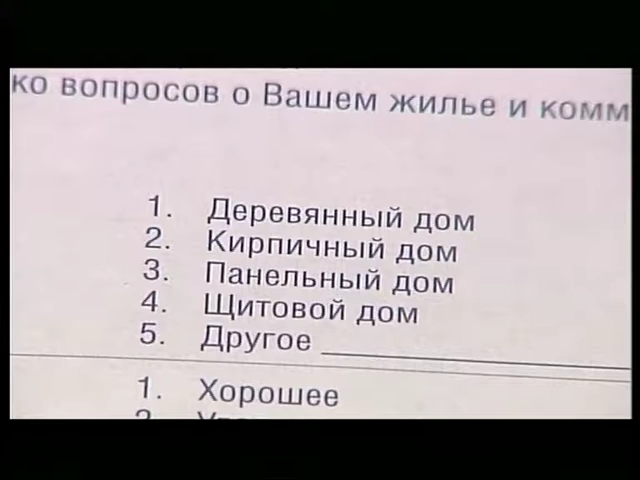 ко вопросов о Вашем жилье и комм
1. Деревянный дом
2. Кирпичный дом
3. Панельный дом
4. Щитовой дом
5. Другое
1. Хорошее
2.